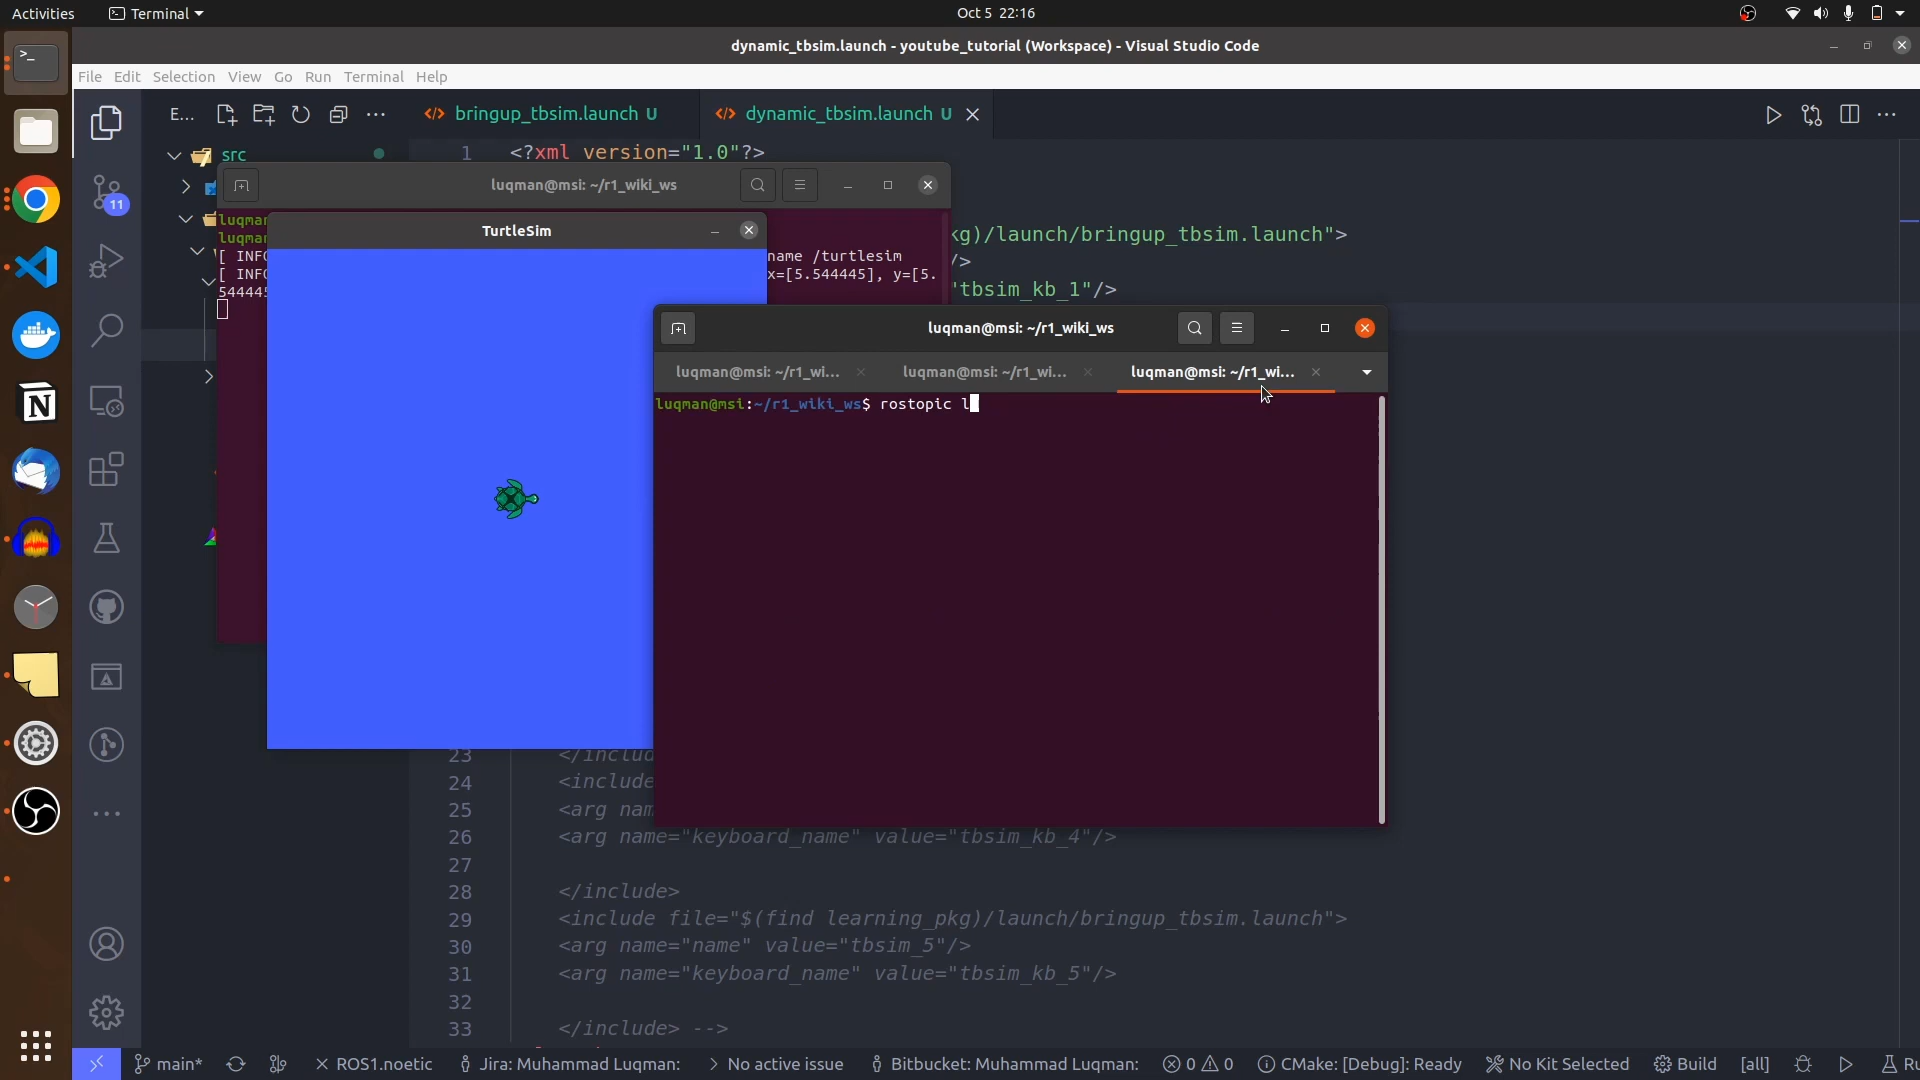 Activities
Terminal
Oct 5 22:16
dynamic_tbsim.launch - youtube_tutorial (Workspace) - Visual Studio Code
File Edit Selection View Go Run Terminal Help
E...
bringup_tbsim.launch U
dynamic_tbsim.launch U
src
1 <?xml version="1.0"?>
11
luqman@msi: ~/r1_wiki_ws
TurtleSim
name /turtlesim
x=[5.544445], y=[5.
kg)/launch/bringup_tbsim.launch">
/>
"tbsim_kb_1"/>
luqman@msi: ~/r1_wiki_ws
luqman@msi: ~/r1_wi...
luqman@msi: ~/r1_wi...
luqman@msi: ~/r1_wi...
luqman@msi:~/r1_wiki_ws$ rostopic l
23 </includ
24 <include
25 <arg nam
26 <arg name="keyboard_name" value="tbsim_kb_4"/>
27
28 </include>
29 <include file="$(find learning_pkg)/launch/bringup_tbsim.launch">
30 <arg name="name" value="tbsim_5"/>
31 <arg name="keyboard_name" value="tbsim_kb_5"/>
32
33 </include> -->
main* ROS1.noetic Jira: Muhammad Luqman: No active issue Bitbucket: Muhammad Luqman: 0 0 CMake: [Debug]: Ready No Kit Selected Build [all]